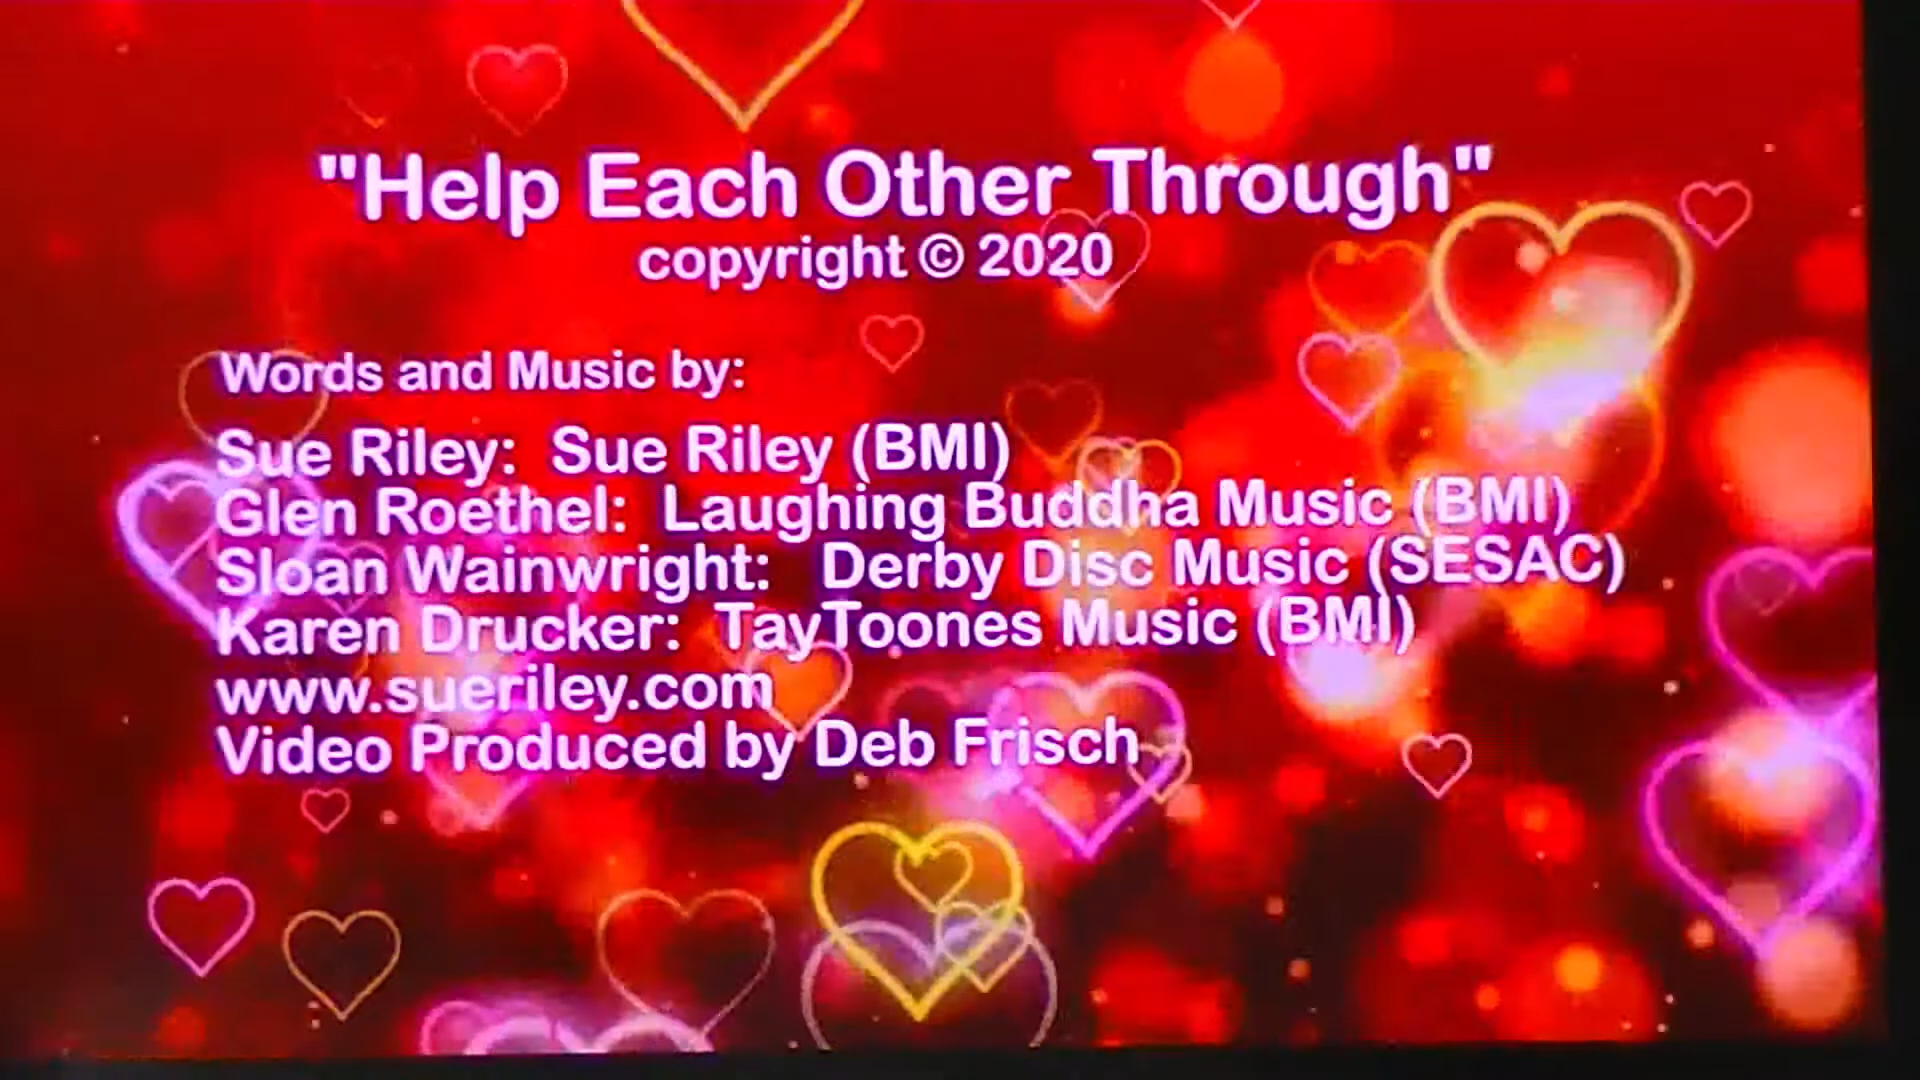 "Help Each Other Through"
copyright © 2020
Words and Music by:
Sue Riley: Sue Riley (BMI)
Glen Roethel: Laughing Buddha Music (BMI)
Sloan Wainwright: Derby Disc Music (SESAC)
Karen Drucker: TayToones Music (BMI)
www.sueriley.com
Video Produced by Deb Frisch